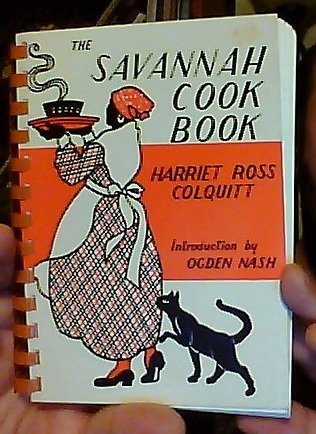 THE
SAVANNAH
COOK
BOOK
HARRIET ROSS
COLQUITT
Introduction by
OGDEN NASH